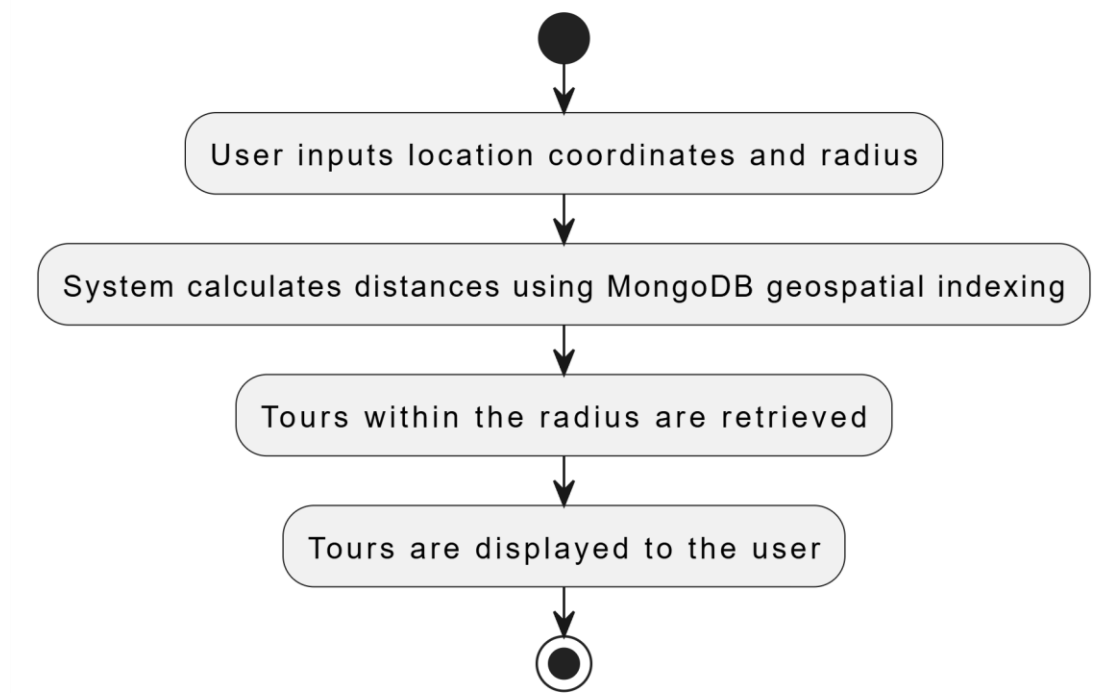 User inputs location coordinates and radius
System calculates distances using MongoDB geospatial indexing
Tours within the radius are retrieved
Tours are displayed to the user